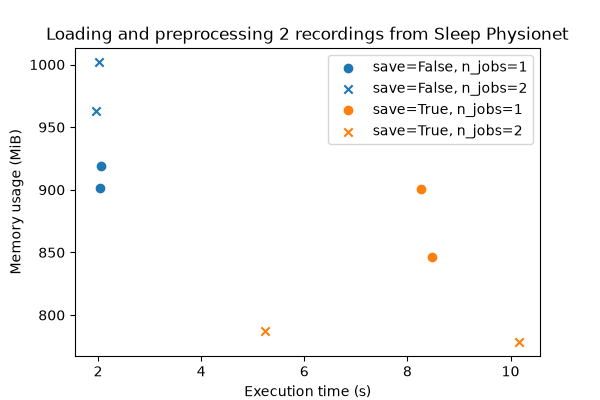 Loading and preprocessing 2 recordings from Sleep Physionet
1000
950
900
850
800
Memory usage (MiB)
save=False, n_jobs=1
save=False, n_jobs=2
save=True, n_jobs=1
save=True, n_jobs=2
2 4 6 8 10
Execution time (s)